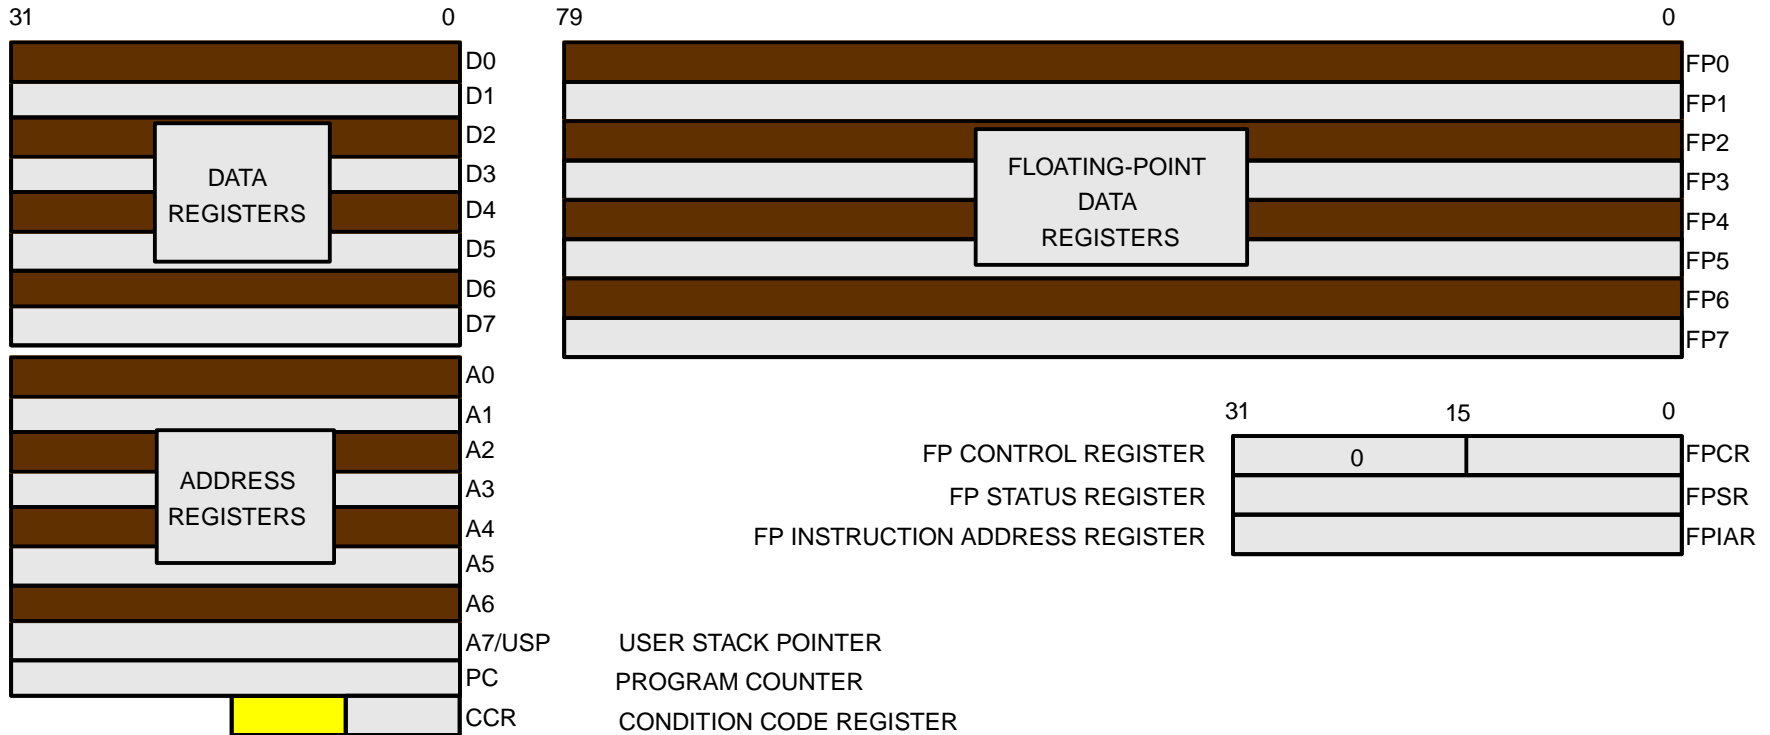 31 0
D0
D1
D2
D3
D4
D5
D6
D7
DATA
REGISTERS
A0
A1
A2
A3
A4
A5
A6
A7/USP USER STACK POINTER
PC PROGRAM COUNTER
CCR CONDITION CODE REGISTER
ADDRESS
REGISTERS
79 0
FP0
FP1
FP2
FP3
FP4
FP5
FP6
FP7
FLOATING-POINT
DATA
REGISTERS
31 15 0
FP CONTROL REGISTER 0 FPCR
FP STATUS REGISTER FPSR
FP INSTRUCTION ADDRESS REGISTER FPIAR